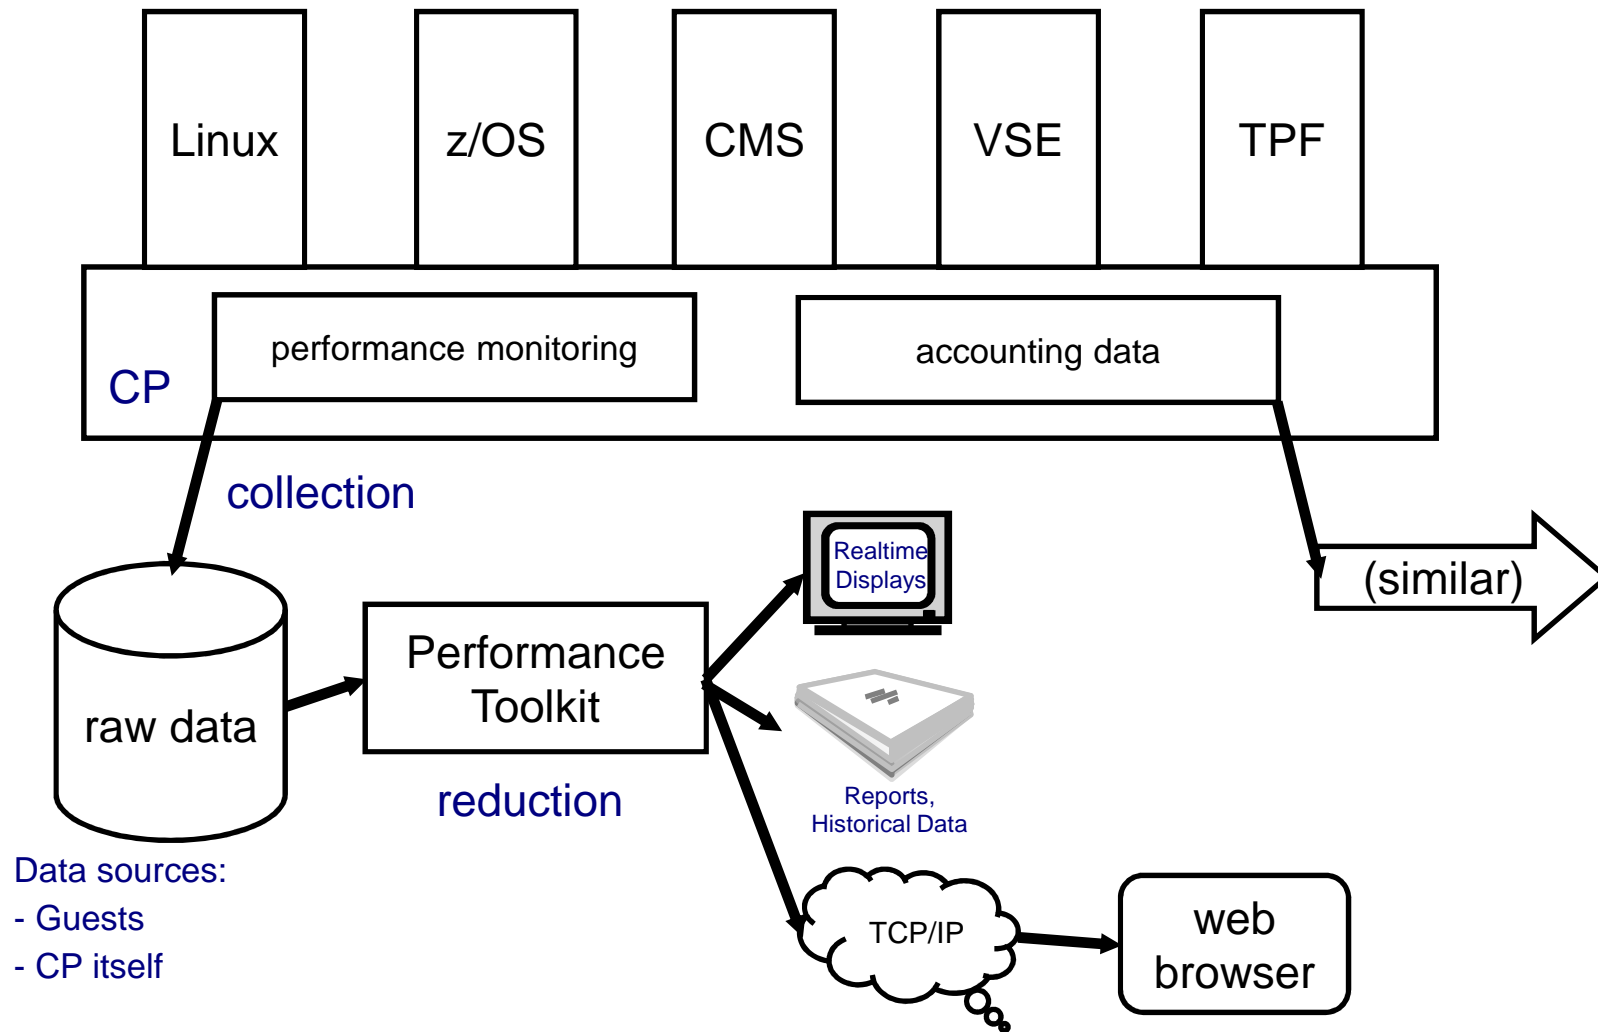 Linux
z/OS
CMS
VSE
TPF
performance monitoring
accounting data
CP
collection
Realtime
Displays
(similar)
Performance
Toolkit
raw data
reduction
Reports,
Historical Data
Data sources:
- Guests
- CP itself
TCP/IP
web
browser